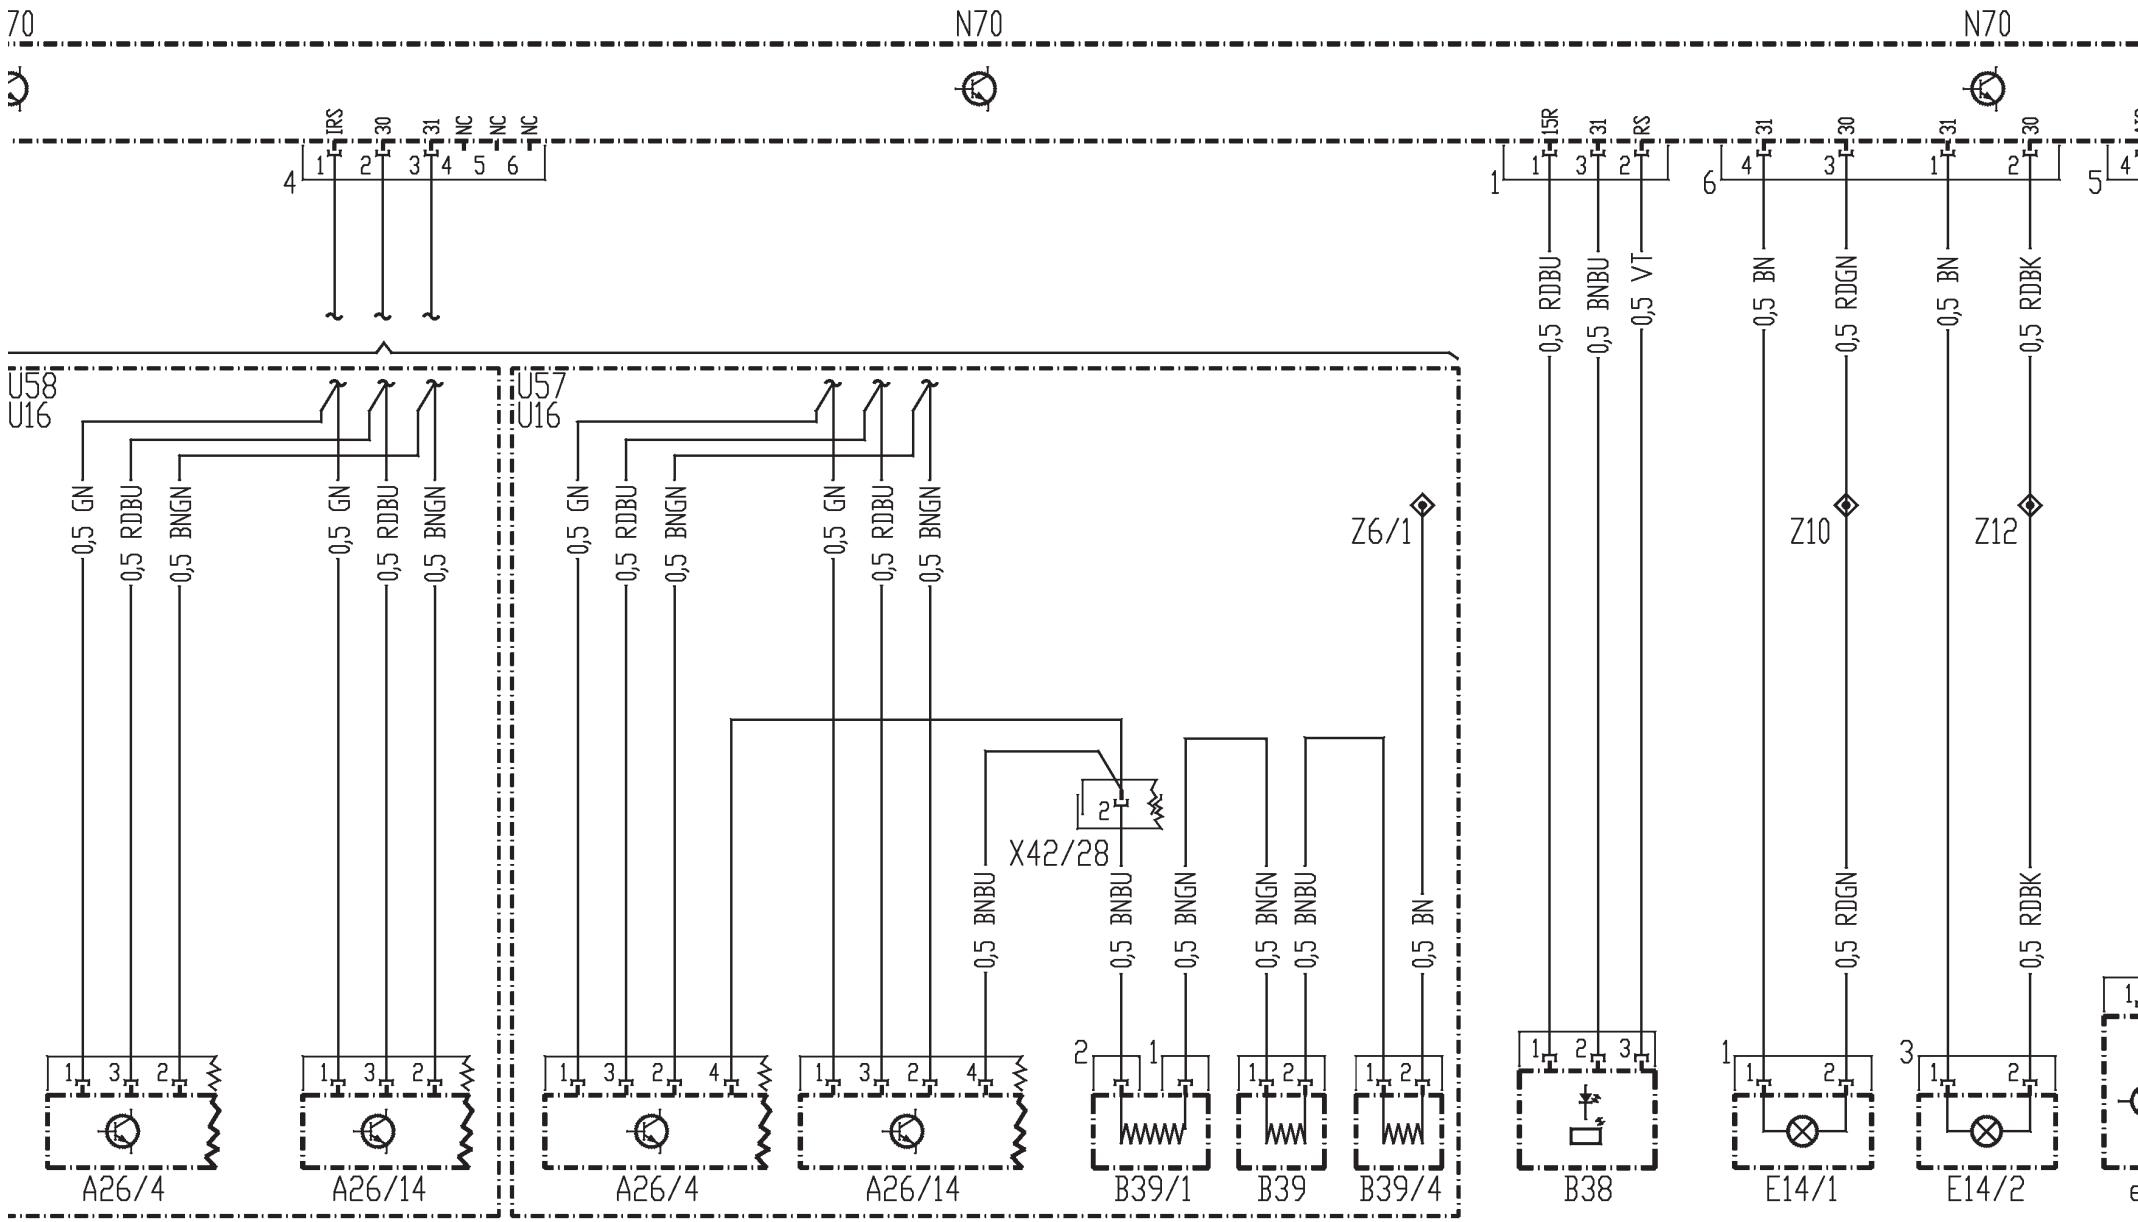 70 N70 N70
IRS 30 31 NC NC NC 15R 31 RS 31 30 31 30
4 1 2 3 4 5 6 1 1 3 2 6 4 3 1 2 5 4
0,5 RDBU 0,5 BNBU 0,5 VT 0,5 BN 0,5 RDGN 0,5 BN 0,5 RDBK
U58 U57
U16 U16
0,5 GN 0,5 RDBU 0,5 BNGN 0,5 GN 0,5 RDBU 0,5 BNGN 0,5 GN 0,5 RDBU 0,5 BNGN 0,5 GN 0,5 RDBU 0,5 BNGN
Z6/1 Z10 Z12
2
X42/28
0,5 BNBU 0,5 BNBU 0,5 BNGN 0,5 BNGN 0,5 BNBU 0,5 BN 0,5 RDGN 0,5 RDBK
1
2 1 1 2 3 1 3
1 3 2 1 3 2 1 3 2 4 1 3 2 4 1 2 1 2 1 2 1 2
A26/4 A26/14 A26/4 A26/14 B39/1 B39 B39/4 B38 E14/1 E14/2